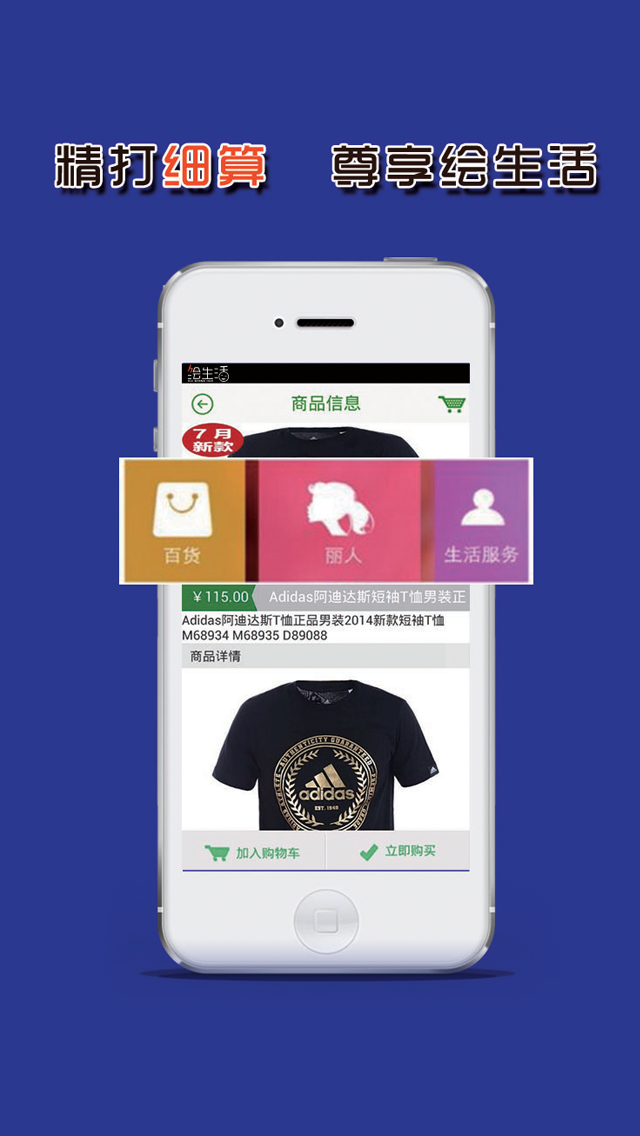 精打细算 尊享绘生活
绘生活
商品信息
7月
新款
百货 丽人 生活服务
￥115.00 Adidas阿迪达斯短袖T恤男装正
Adidas阿迪达斯T恤正品男装2014新款短袖T恤
M68934 M68935 D89088
商品详情
AUTHENTICITY GUARANTEED
adidas
EST. 1949
adidas
加入购物车 立即购买